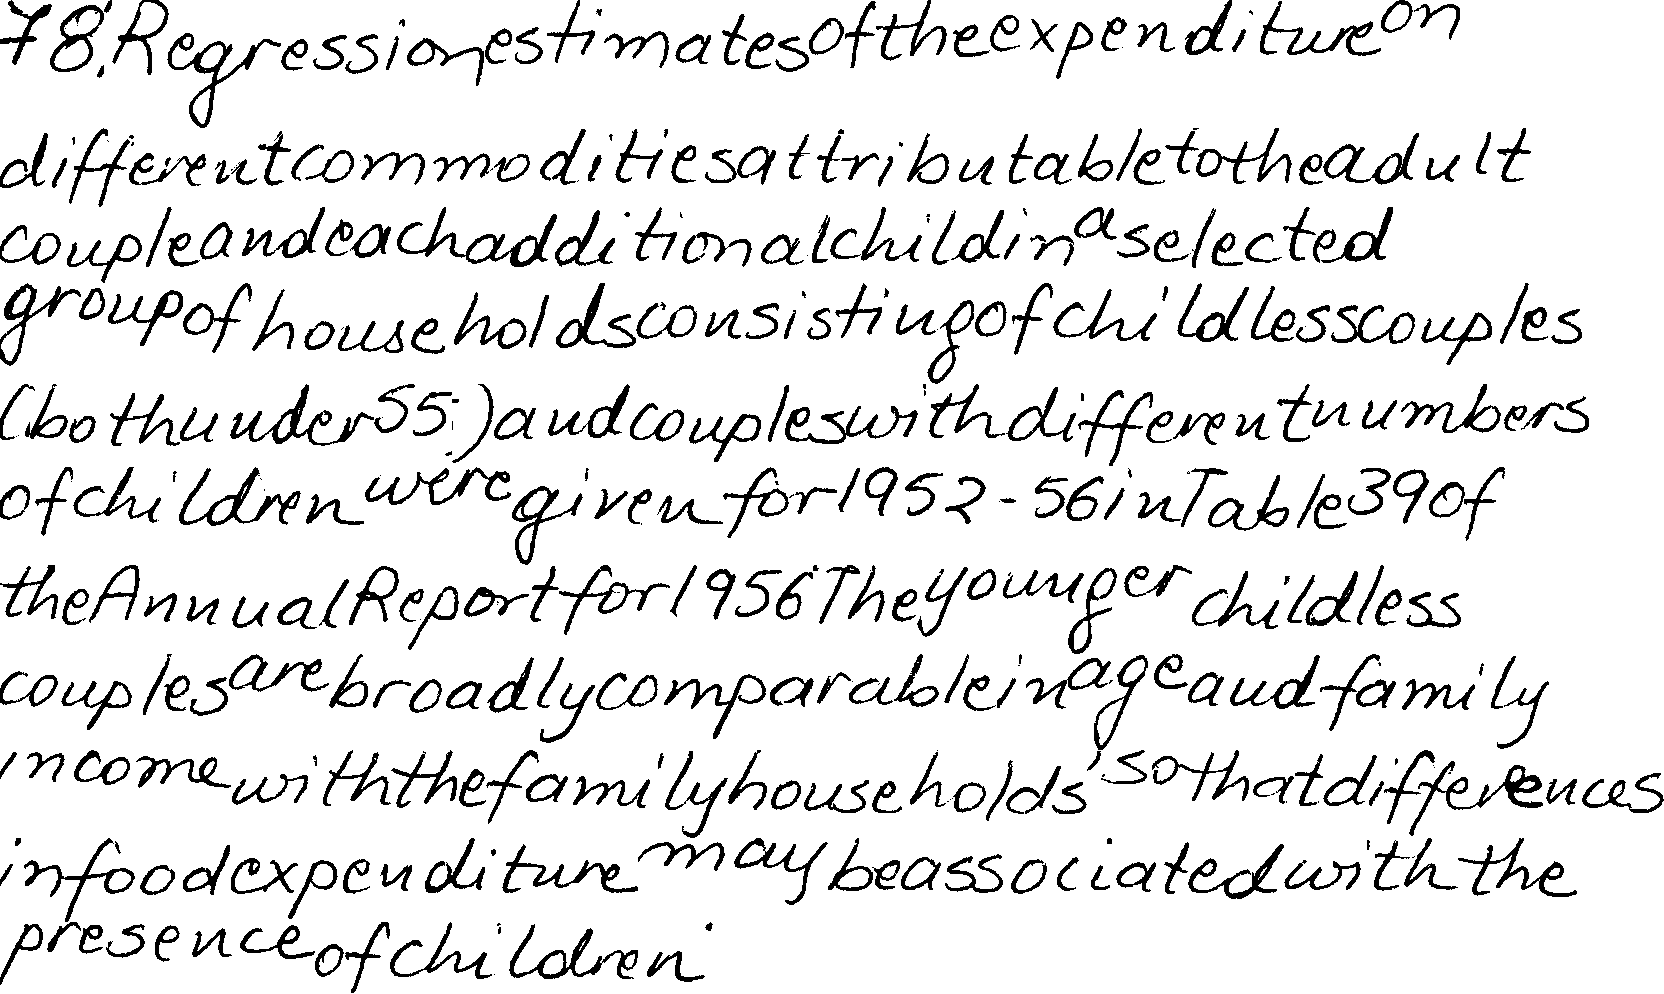 78. Regression estimates of the expenditure on
different commodities attributable to the adult
couple and each additional child in a selected
group of households consisting of childless couples
(both under 55.) and couples with different numbers
of children were given for 1952-56 in Table 39 of
the Annual Report for 1956. The younger childless
couples are broadly comparable in age and family
income with the family households, so that differences
in food expenditure may be associated with the
presence of children.